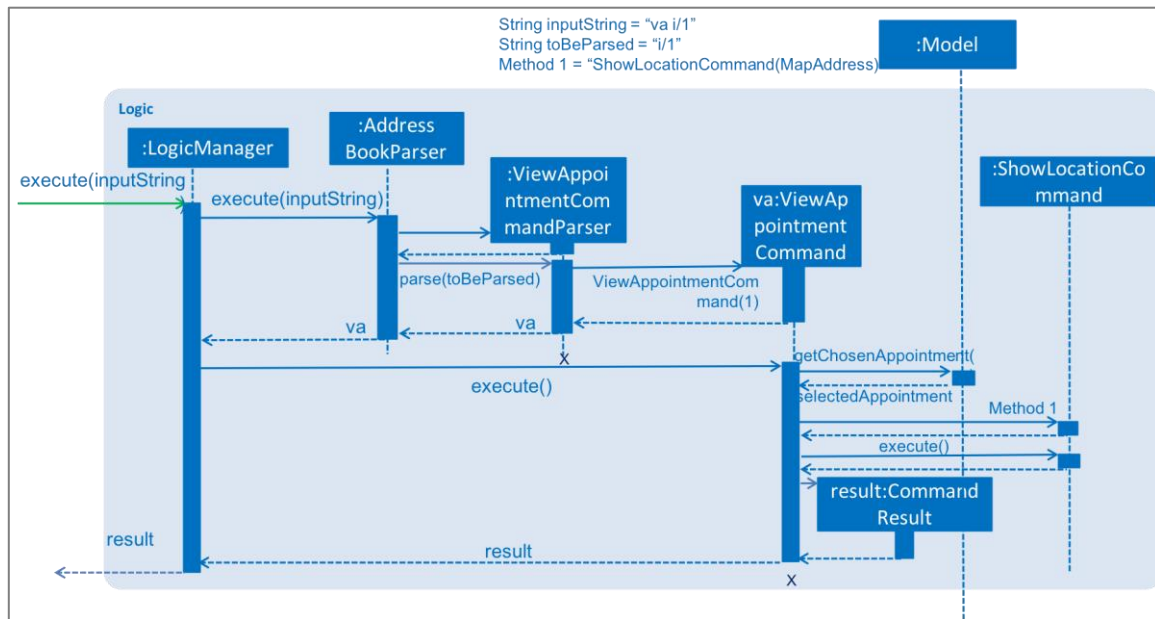 String inputString = “va i/1”
String toBeParsed = “i/1”
Method 1 = “ShowLocationCommand(MapAddress)
:Model
Logic
:LogicManager
:Address
BookParser
:ViewAppoi
ntmentCom
mandParser
va:ViewAp
pointment
Command
:ShowLocationCo
mmand
execute(inputString
)
execute(inputString)
parse(toBeParsed)
ViewAppointmentCom
mand(1)
va
va
x
getChosenAppointment(
execute()
selectedAppointment
Method 1
execute()
result:Command
Result
result
result
x